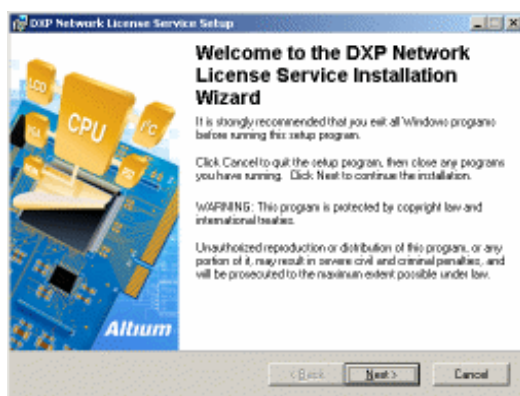 DXP Network License Service Setup
Welcome to the DXP Network
License Service Installation
Wizard
It is strongly recommended that you exit all Windows programs
before running this setup program.
Click Cancel to quit the setup program, then close any programs
you have running. Click Next to continue the installation.
WARNING: This program is protected by copyright law and
international treaties.
Unauthorized reproduction or distribution of this program, or any
portion of it, may result in severe civil and criminal penalties, and
will be prosecuted to the maximum extent possible under law.
LCD
CPU
I²C
Altium
< Back
Next >
Cancel